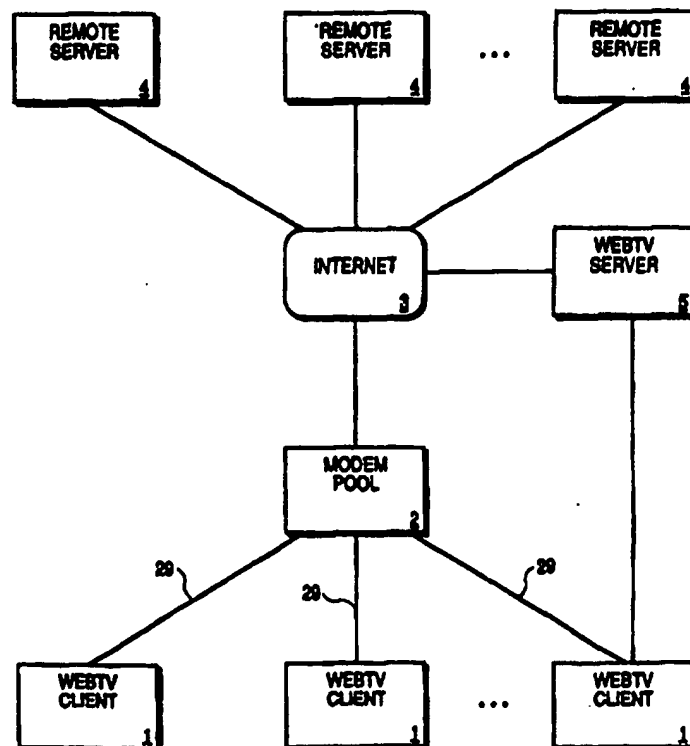 REMOTE
SERVER
4
REMOTE
SERVER
4
...
REMOTE
SERVER
4
INTERNET
3
WEBTV
SERVER
5
MODEM
POOL
2
29
29
29
WEBTV
CLIENT
1
WEBTV
CLIENT
1
...
WEBTV
CLIENT
1